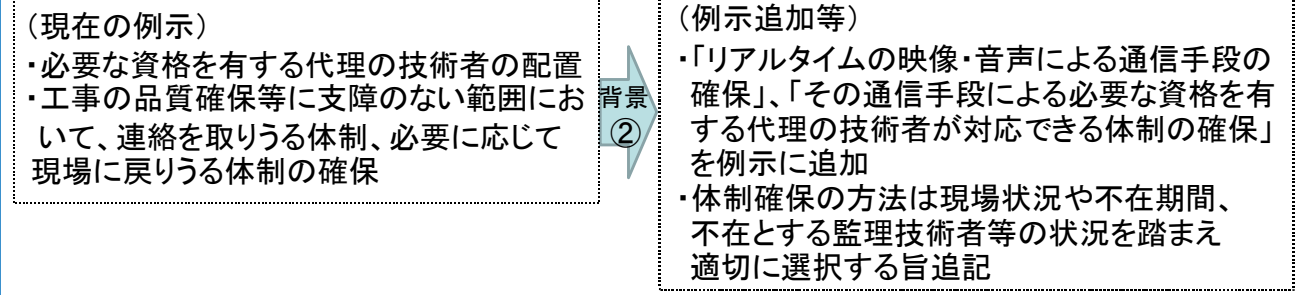 （現在の例示）
・必要な資格を有する代理の技術者の配置
・工事の品質確保等に支障のない範囲にお
いて、連絡を取りうる体制、必要に応じて
現場に戻りうる体制の確保
背景
②
（例示追加等）
・「リアルタイムの映像・音声による通信手段の
確保」、「その通信手段による必要な資格を有
する代理の技術者が対応できる体制の確保」
を例示に追加
・体制確保の方法は現場状況や不在期間、
不在とする監理技術者等の状況を踏まえ
適切に選択する旨追記